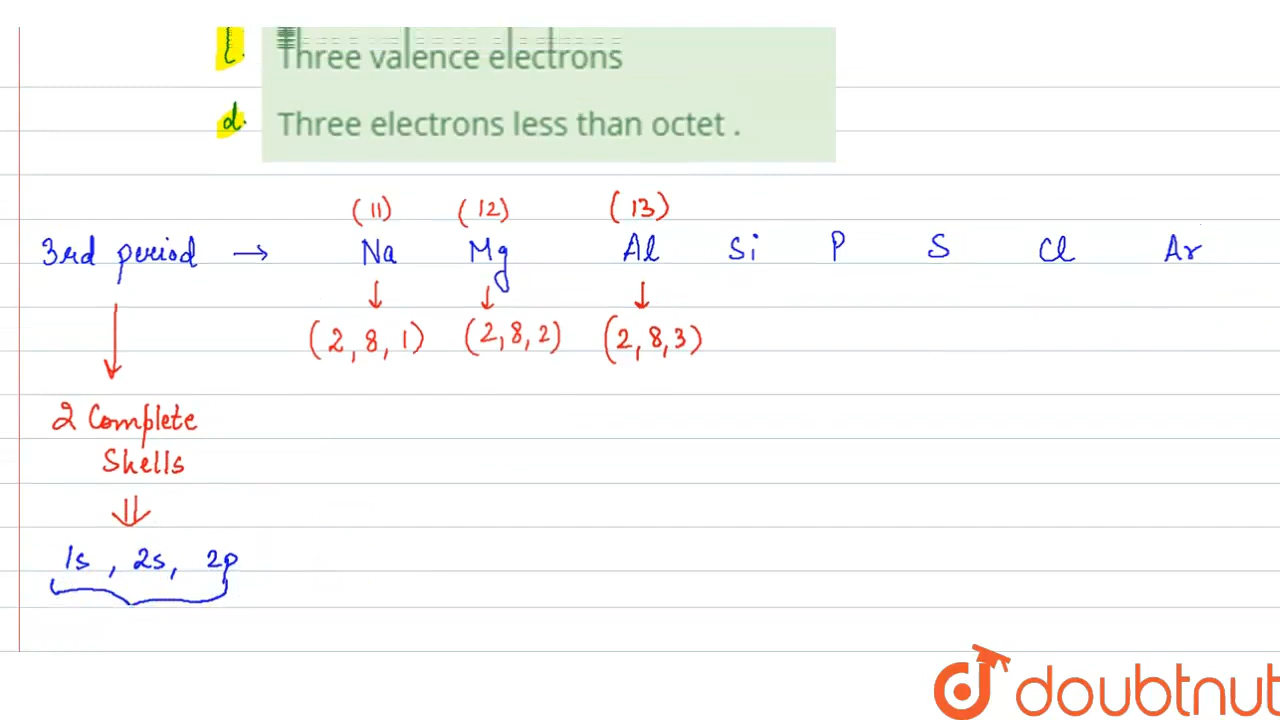 c. Three valence electrons
d. Three electrons less than octet .
(11) (12) (13)
3rd period → Na Mg Al Si P S Cl Ar
↓ ↓ ↓
(2, 8, 1) (2, 8, 2) (2, 8, 3)
↓
2 Complete
Shells
⇓
1s , 2s, 2p
doubtnut